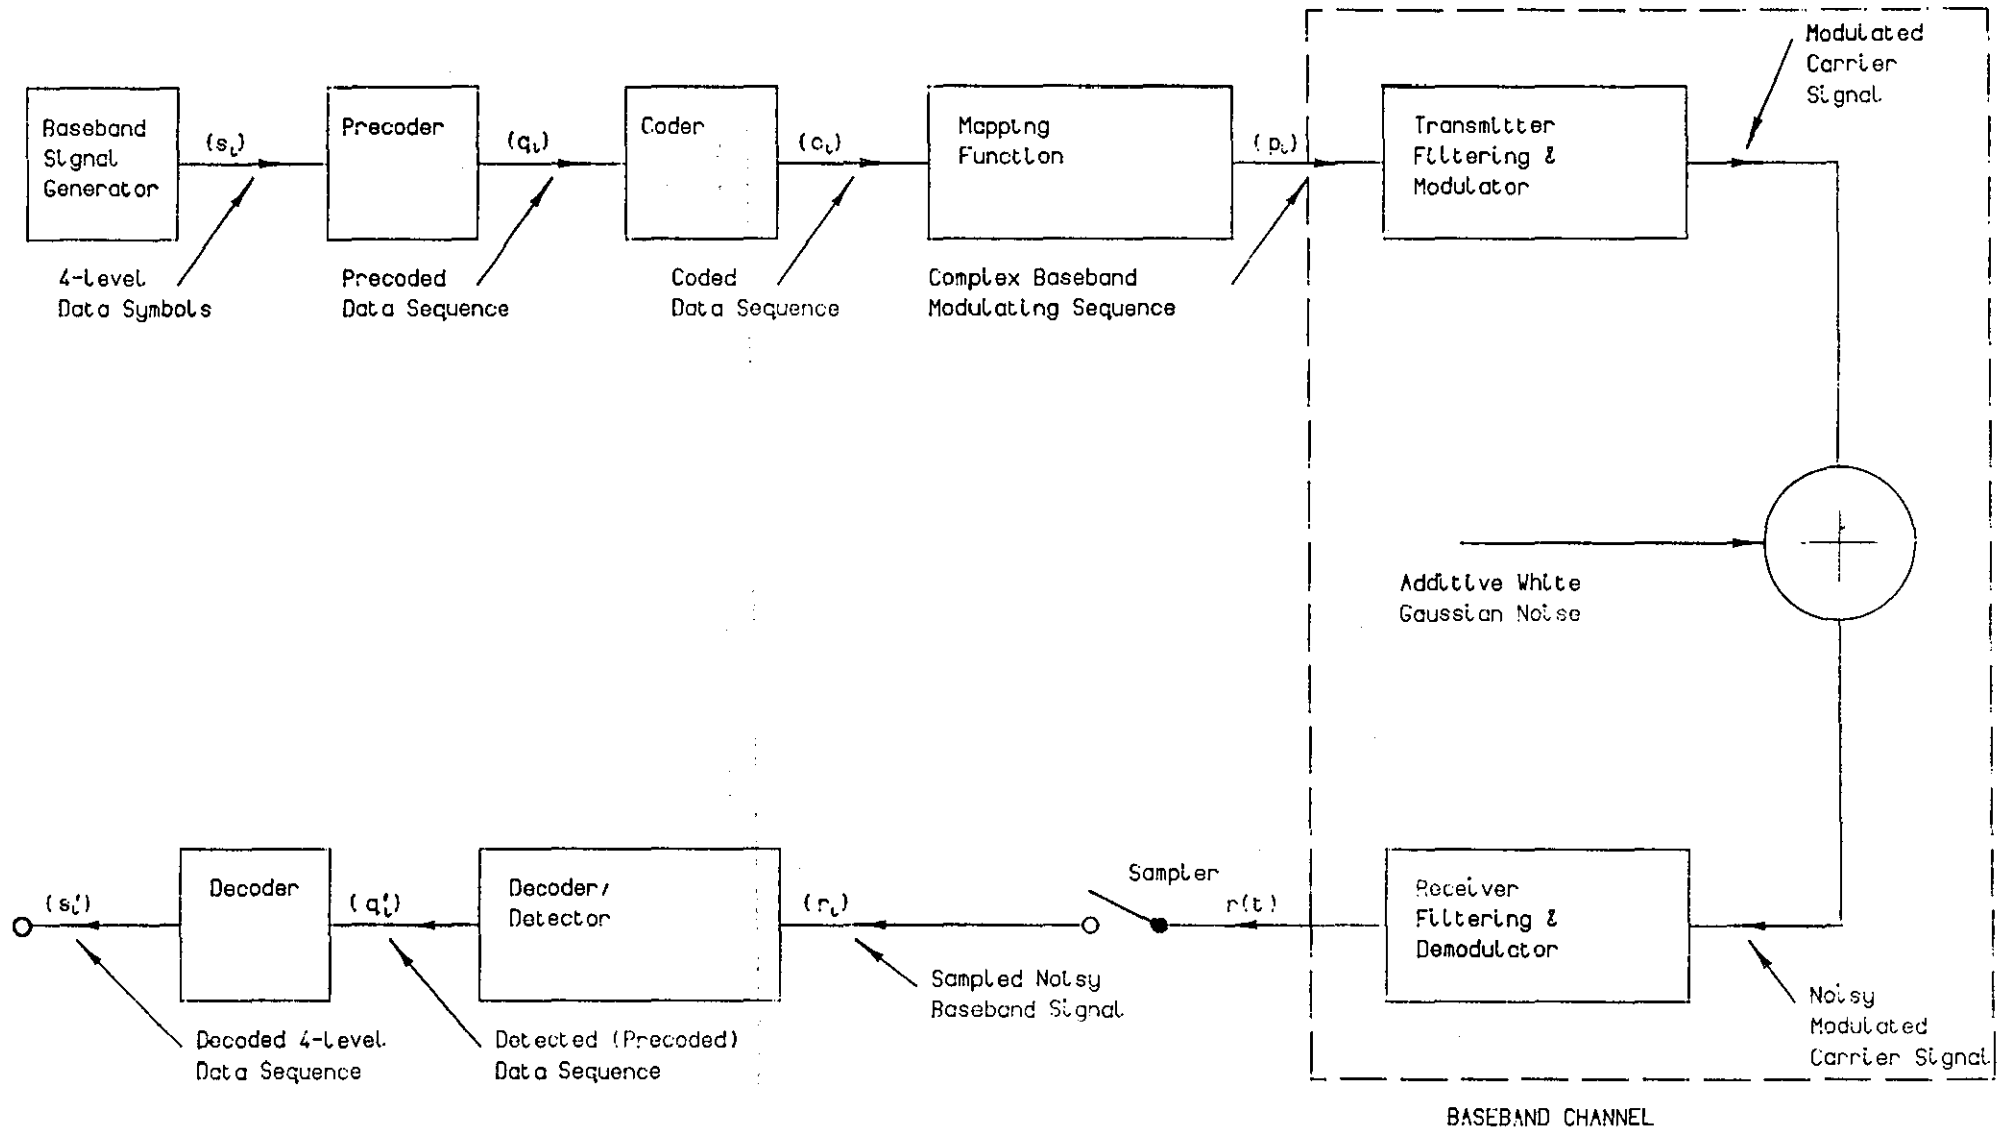 Modulated
Carrier
Signal
Baseband
Signal
Generator
(sᵢ)
Precoder
(qᵢ)
Coder
(cᵢ)
Mapping
Function
(pᵢ)
Transmitter
Filtering &
Modulator
4-level
Data Symbols
Precoded
Data Sequence
Coded
Data Sequence
Complex Baseband
Modulating Sequence
Additive White
Gaussian Noise
(sᵢ')
Decoder
(qᵢ')
Decoder/
Detector
(rᵢ)
Sampler
r(t)
Receiver
Filtering &
Demodulator
Sampled Noisy
Baseband Signal
Noisy
Modulated
Carrier Signal
Decoded 4-level
Data Sequence
Detected (Precoded)
Data Sequence
BASEBAND CHANNEL